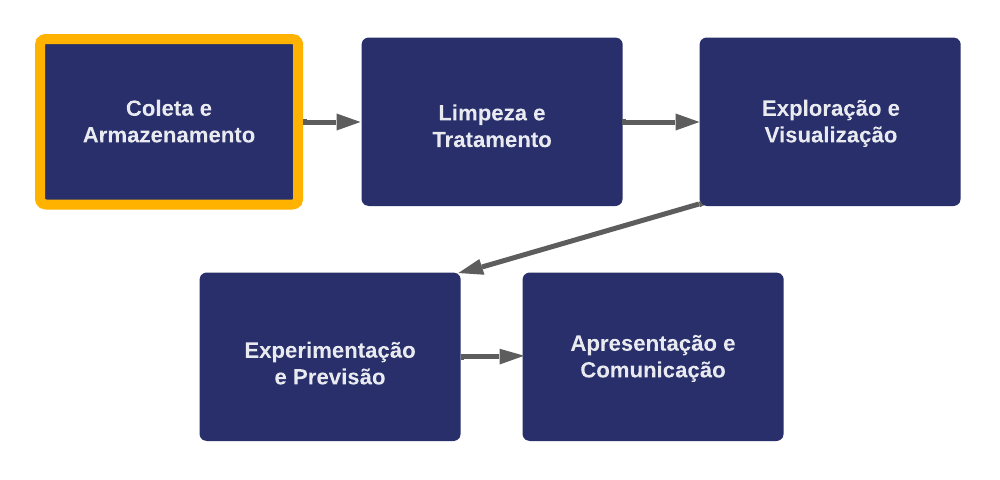 Coleta e
Armazenamento
Limpeza e
Tratamento
Exploração e
Visualização
Experimentação
e Previsão
Apresentação e
Comunicação